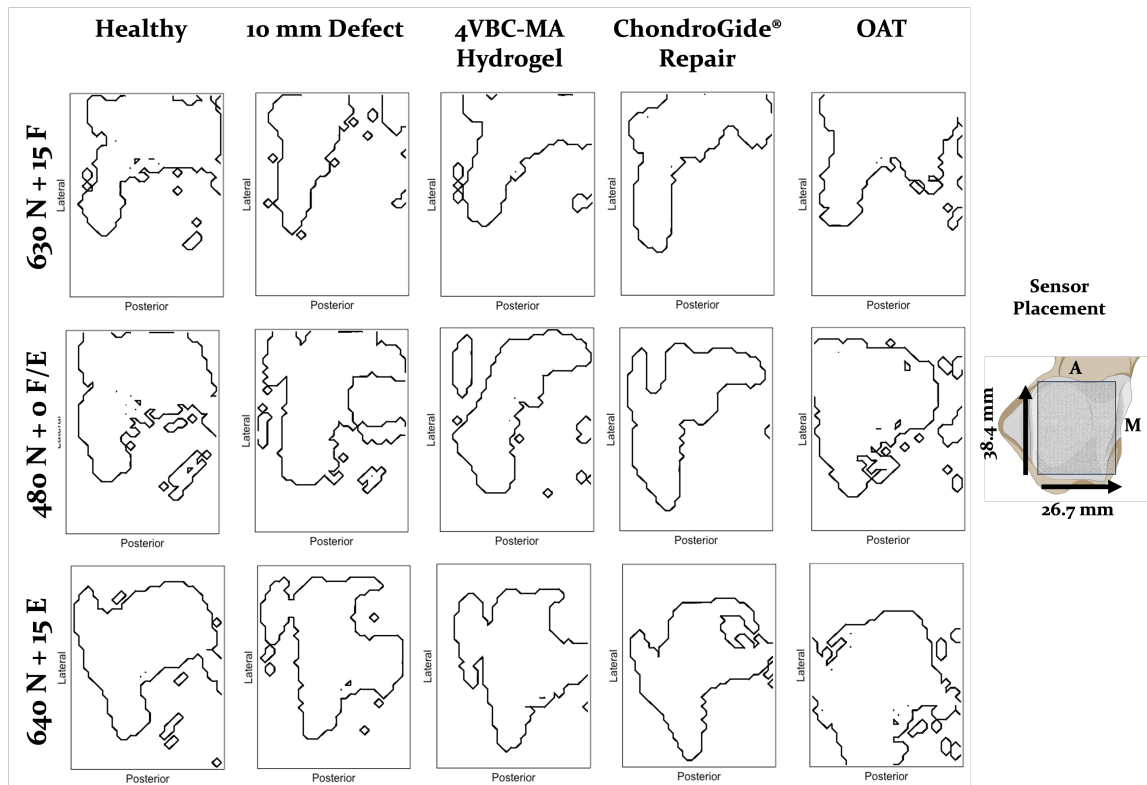 Healthy
10 mm Defect
4VBC-MA
Hydrogel
ChondroGide®
Repair
OAT
630 N + 15 F
Lateral
Posterior
Lateral
Posterior
Lateral
Posterior
Lateral
Posterior
Lateral
Posterior
480 N + 0 F/E
Lateral
Posterior
Lateral
Posterior
Lateral
Posterior
Lateral
Posterior
Lateral
Posterior
640 N + 15 E
Lateral
Posterior
Lateral
Posterior
Lateral
Posterior
Lateral
Posterior
Lateral
Posterior
Sensor
Placement
A
M
38.4 mm
26.7 mm